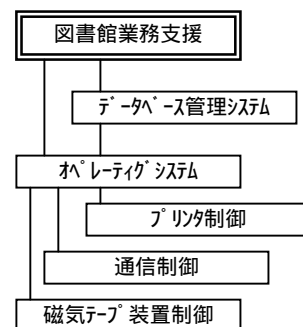 図書館業務支援
ﾃﾞｰﾀﾍﾞｰｽ管理ｼｽﾃﾑ
ｵﾍﾟﾚｰﾃｨｸﾞｼｽﾃﾑ
ﾌﾟﾘﾝﾀ制御
通信制御
磁気ﾃｰﾌﾟ装置制御